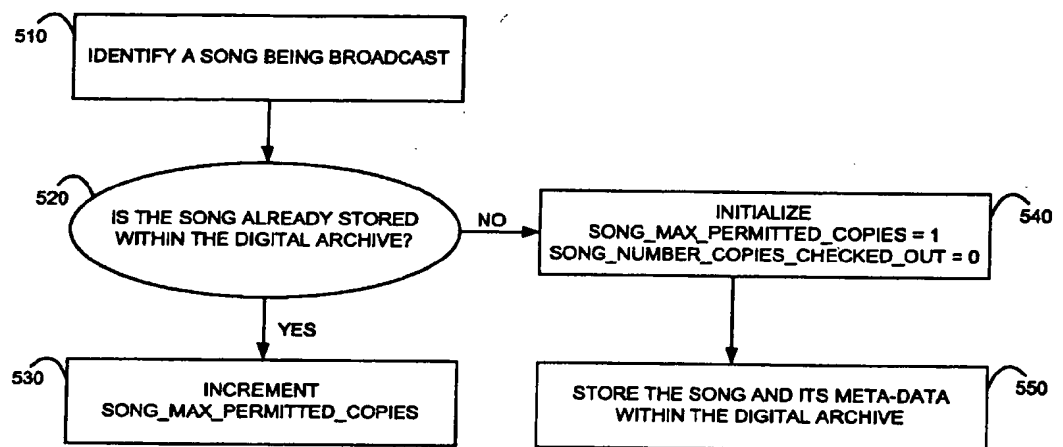 510
IDENTIFY A SONG BEING BROADCAST
520
IS THE SONG ALREADY STORED
WITHIN THE DIGITAL ARCHIVE?
NO
INITIALIZE
SONG_MAX_PERMITTED_COPIES = 1
SONG_NUMBER_COPIES_CHECKED_OUT = 0
540
YES
530
INCREMENT
SONG_MAX_PERMITTED_COPIES
STORE THE SONG AND ITS META-DATA
WITHIN THE DIGITAL ARCHIVE
550